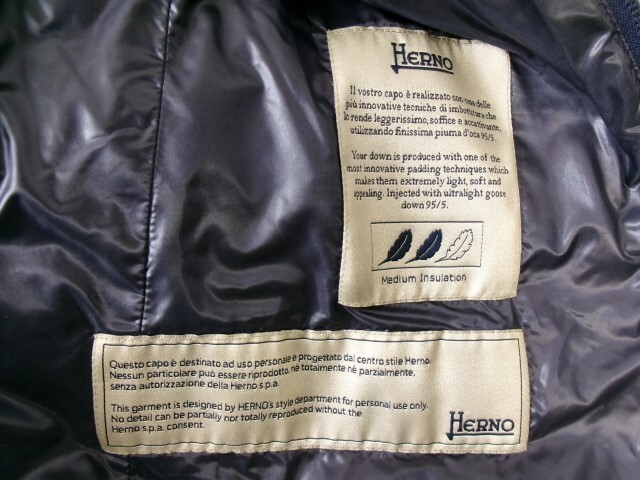 HERNO
Il vostro capo è realizzato con una delle
più innovative tecniche di imbottitura che
lo rende leggerissimo, soffice e accattivante,
utilizzando finissima piuma d'oca 95/5.
Your down is produced with one of the
most innovative padding techniques which
makes them extremely light, soft and
appealing. Injected with ultralight goose
down 95/5.
Medium Insulation
Questo capo è destinato ad uso personale e progettato dal centro stile Herno.
Nessun particolare può essere riprodotto, né totalmente né parzialmente,
senza autorizzazione della Herno s.p.a.
This garment is designed by HERNO's style department for personal use only.
No detail can be partially nor totally reproduced without the
Herno s.p.a. consent.
HERNO